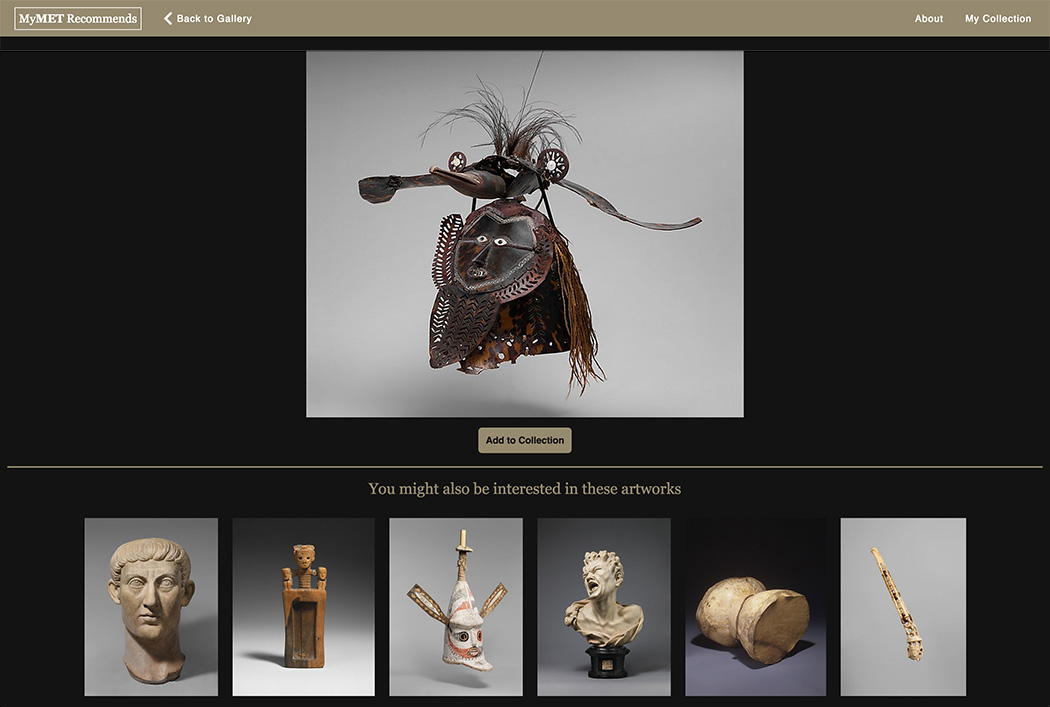 MyMET Recommends
Back to Gallery
About
My Collection
Add to Collection
You might also be interested in these artworks